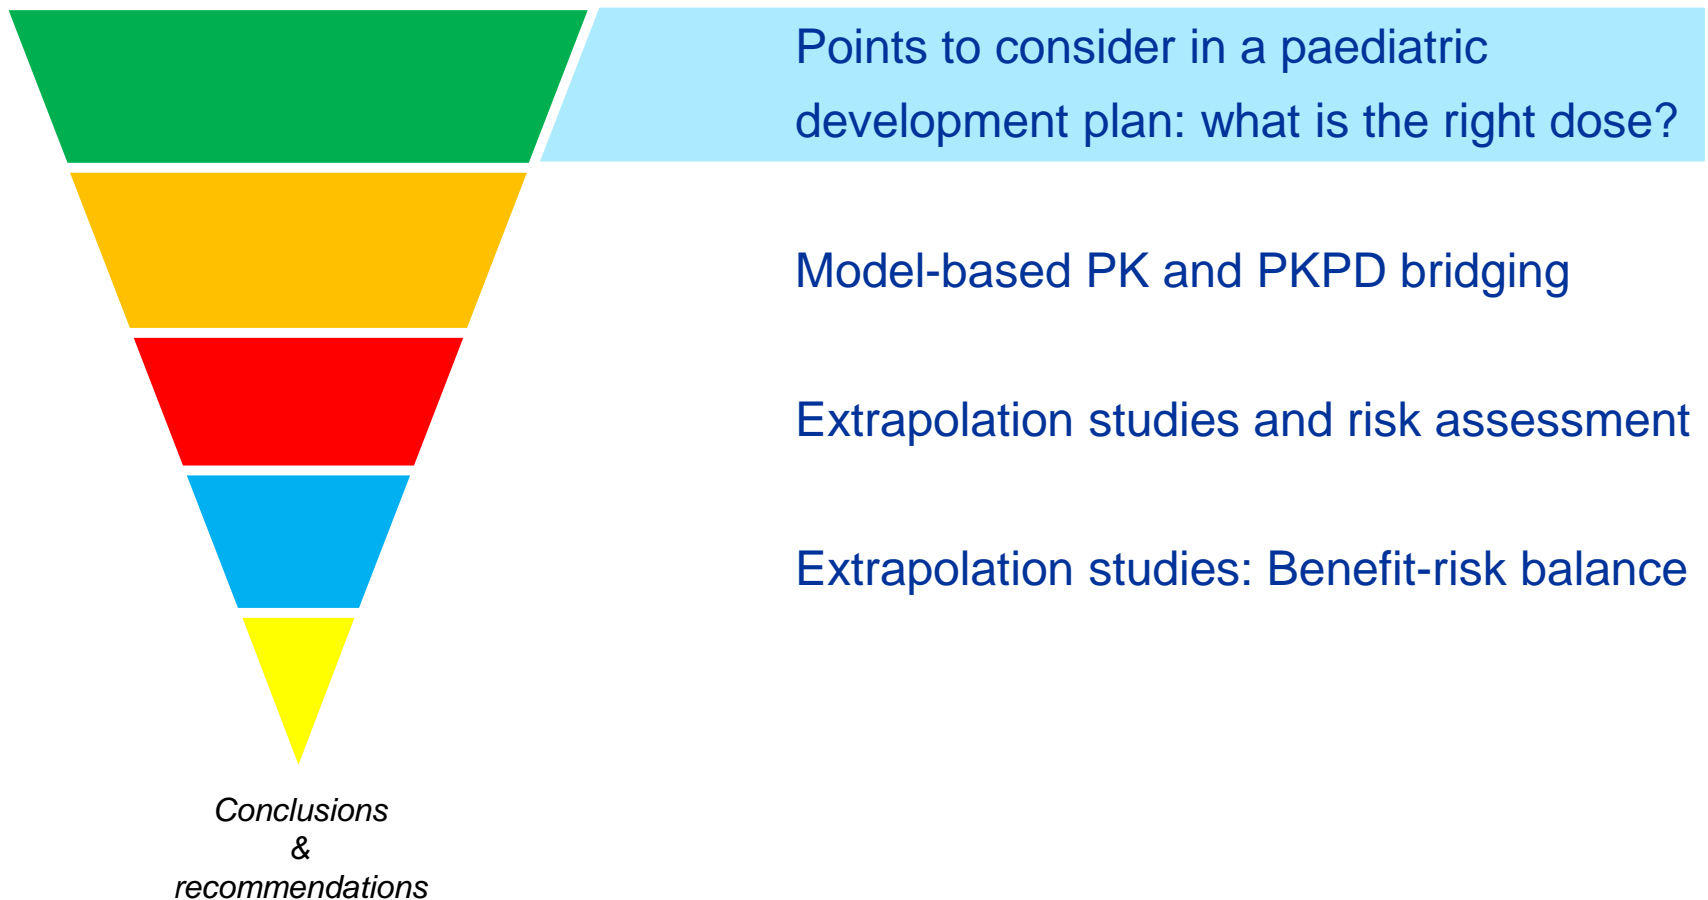 Points to consider in a paediatric
development plan: what is the right dose?
Model-based PK and PKPD bridging
Extrapolation studies and risk assessment
Extrapolation studies: Benefit-risk balance
Conclusions
&
recommendations